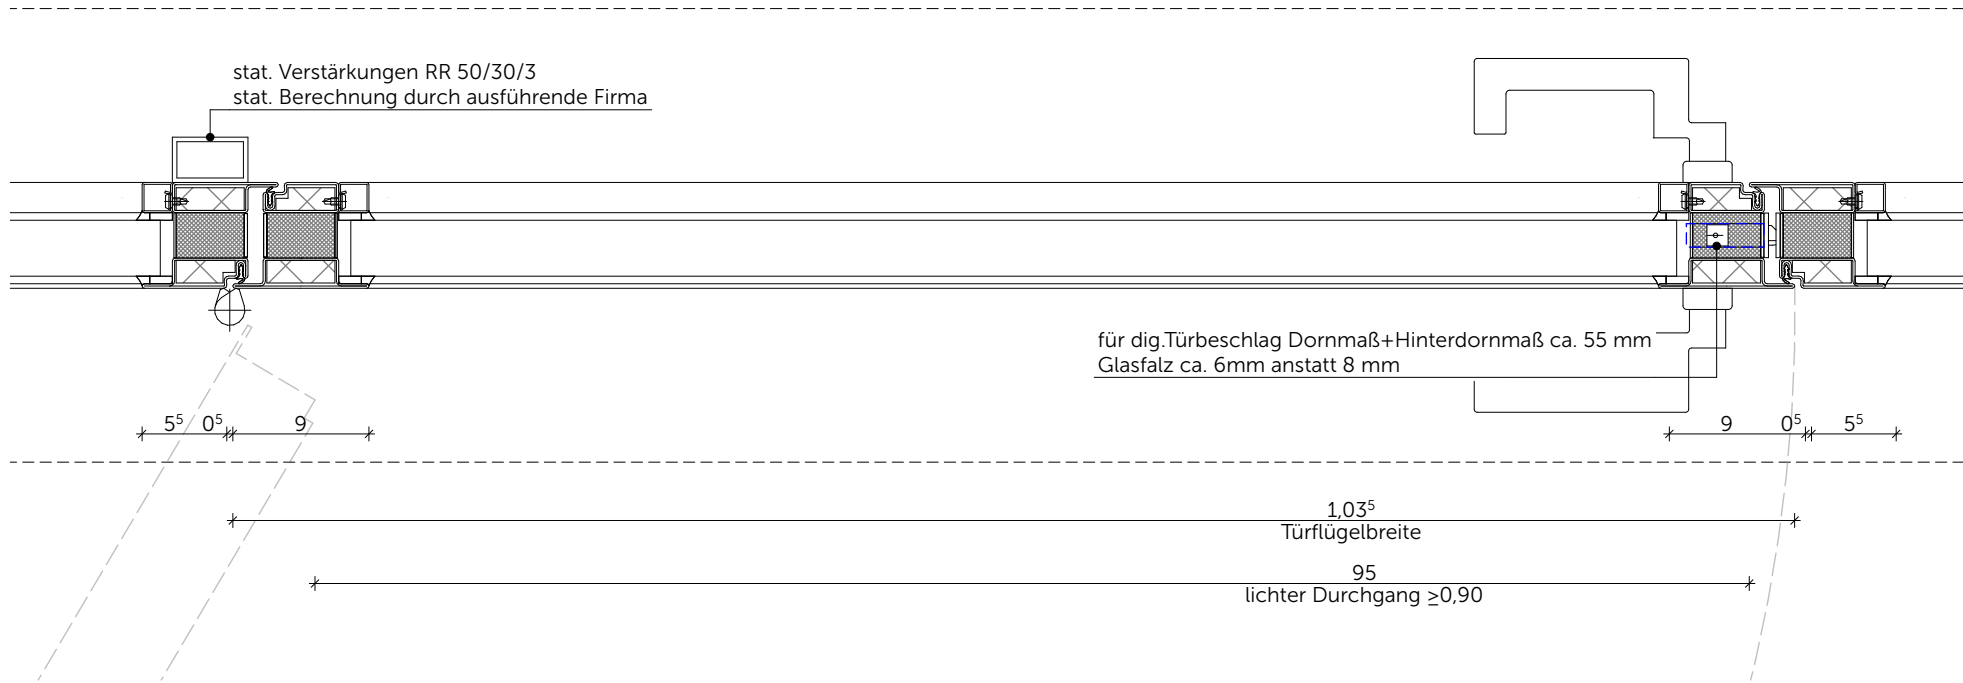 stat. Verstärkungen RR 50/30/3
stat. Berechnung durch ausführende Firma
für dig.Türbeschlag Dornmaß+Hinterdornmaß ca. 55 mm
Glasfalz ca. 6mm anstatt 8 mm
5⁵ 0⁵ 9
9 0⁵ 5⁵
1,03⁵
Türflügelbreite
95
lichter Durchgang ≥0,90